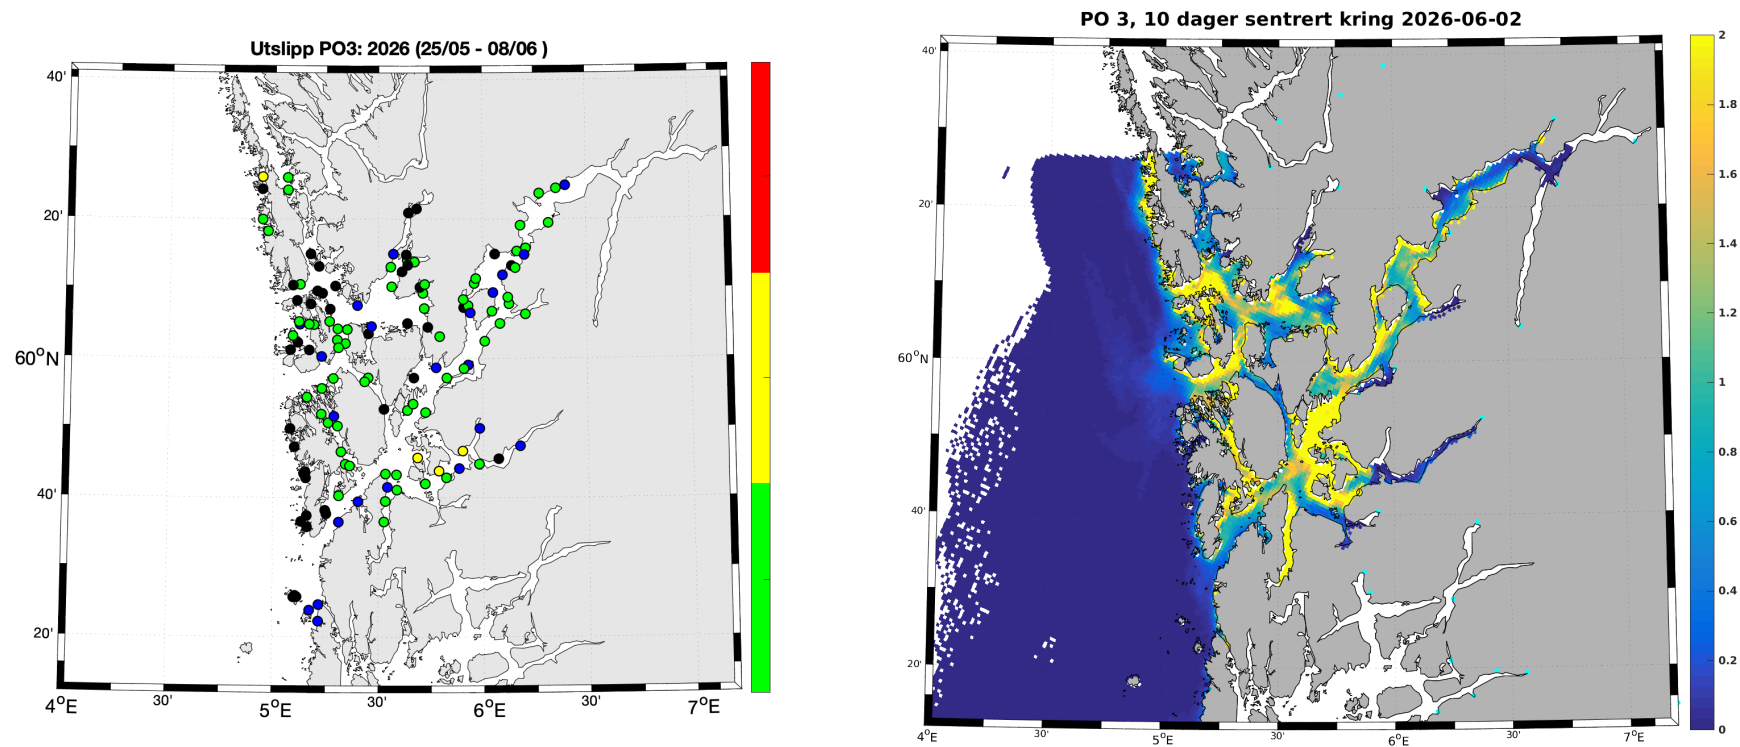 Utslipp PO3: 2026 (25/05 - 08/06 )
40'
20'
60°N
40'
20'
4°E
30'
5°E
30'
6°E
30'
7°E
PO 3, 10 dager sentrert kring 2026-06-02
40'
20'
60°N
40'
20'
4°E
30'
5°E
30'
6°E
30'
7°E
2
1.8
1.6
1.4
1.2
1
0.8
0.6
0.4
0.2
0